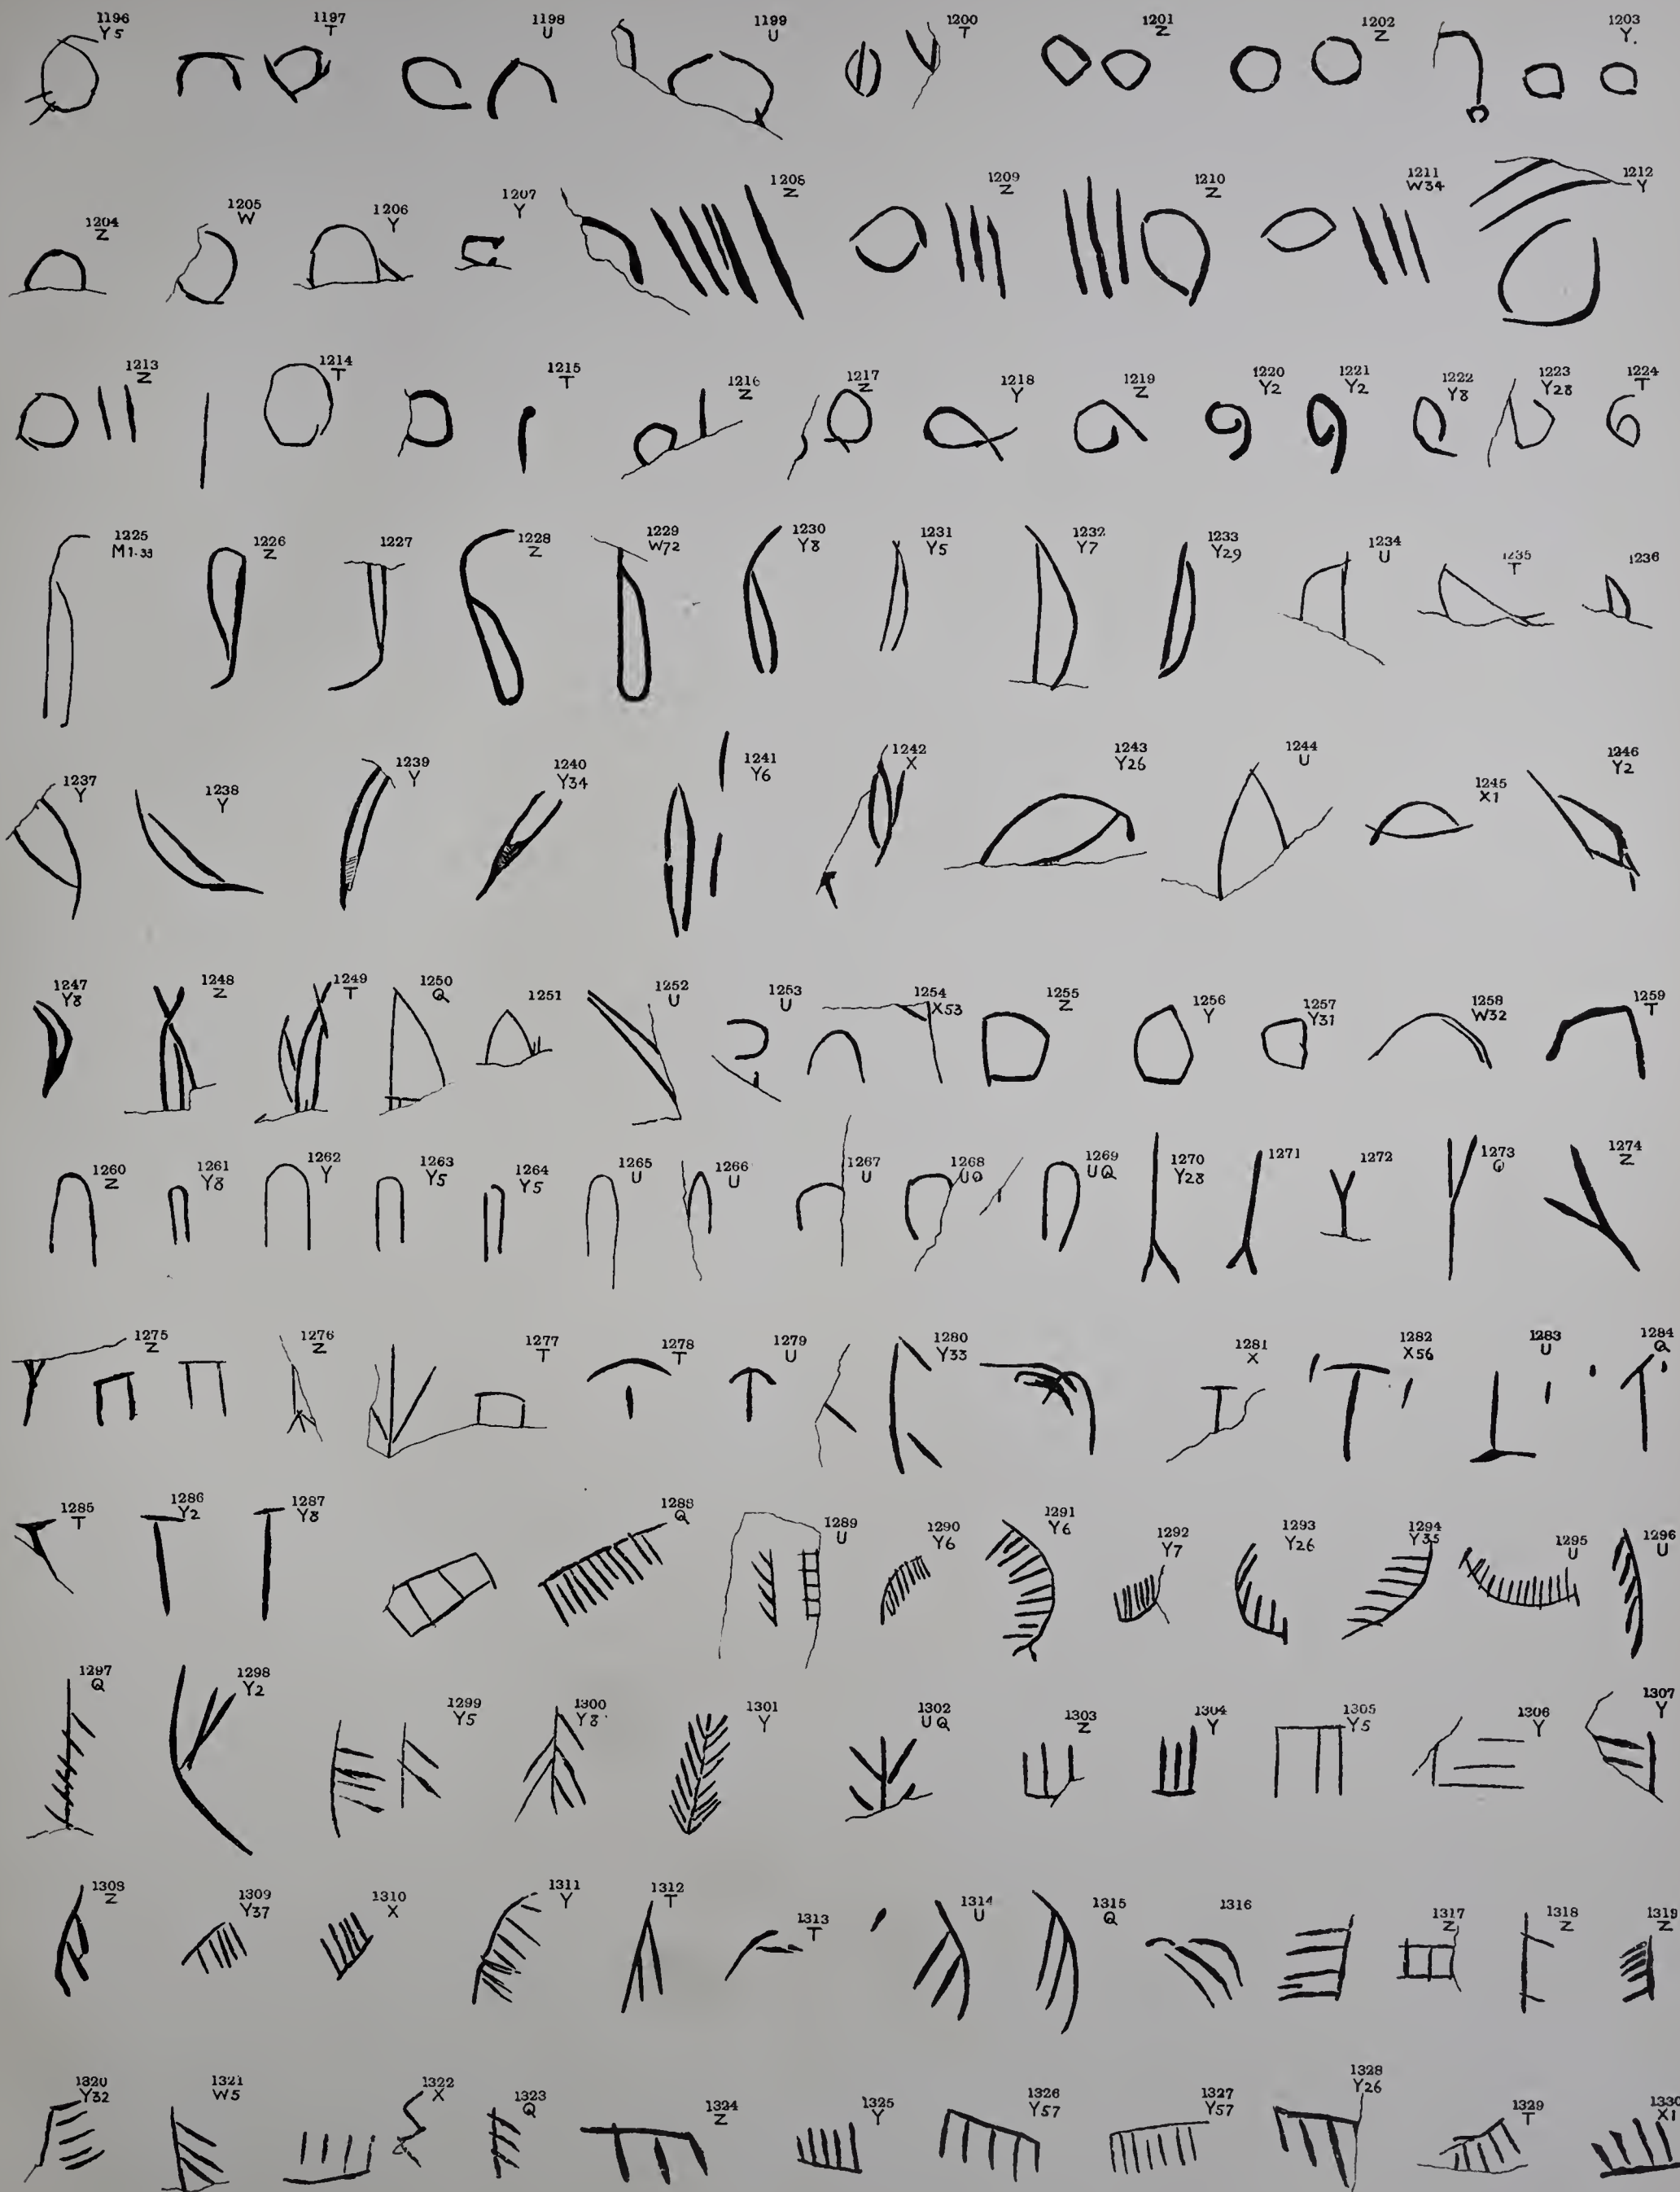 1196 1197 1198 1199 1200 1201 1202 1203
Y5 T U U T Z Z Y.
1204 1205 1206 1207 1208 1209 1210 1211 1212
Z W Y Y Z Z Z W34 Y
1213 1214 1215 1216 1217 1218 1219 1220 1221 1222 1223 1224
Z T T Z Z Y Z Y2 Y2 Y8 Y28 T
1225 1226 1227 1228 1229 1230 1231 1232 1233 1234 1235 1236
M1.33 Z Z W72 Y8 Y5 Y7 Y29 U T
1237 1238 1239 1240 1241 1242 1243 1244 1245 1246
Y Y Y Y34 Y6 X Y26 U X1 Y2
1247 1248 1249 1250 1251 1252 1253 1254 1255 1256 1257 1258 1259
Y8 Z T Q U U X53 Z Y Y31 W32 T
1260 1261 1262 1263 1264 1265 1266 1267 1268 1269 1270 1271 1272 1273 1274
Z Y8 Y Y5 Y5 U U U UQ UQ Y28 Q Z
1275 1276 1277 1278 1279 1280 1281 1282 1283 1284
Z Z T T U Y33 X X56 U Q
1285 1286 1287 1288 1289 1290 1291 1292 1293 1294 1295 1296
T Y2 Y8 Q U Y6 Y6 Y7 Y26 Y35 U U
1297 1298 1299 1300 1301 1302 1303 1304 1305 1306 1307
Q Y2 Y5 Y8 Y UQ Z Y Y5 Y Y
1308 1309 1310 1311 1312 1313 1314 1315 1316 1317 1318 1319
Z Y37 X Y T T U Q Z Z Z
1320 1321 1322 1323 1324 1325 1326 1327 1328 1329 1330
Y32 W5 X Q Z Y Y57 Y57 Y26 T X1